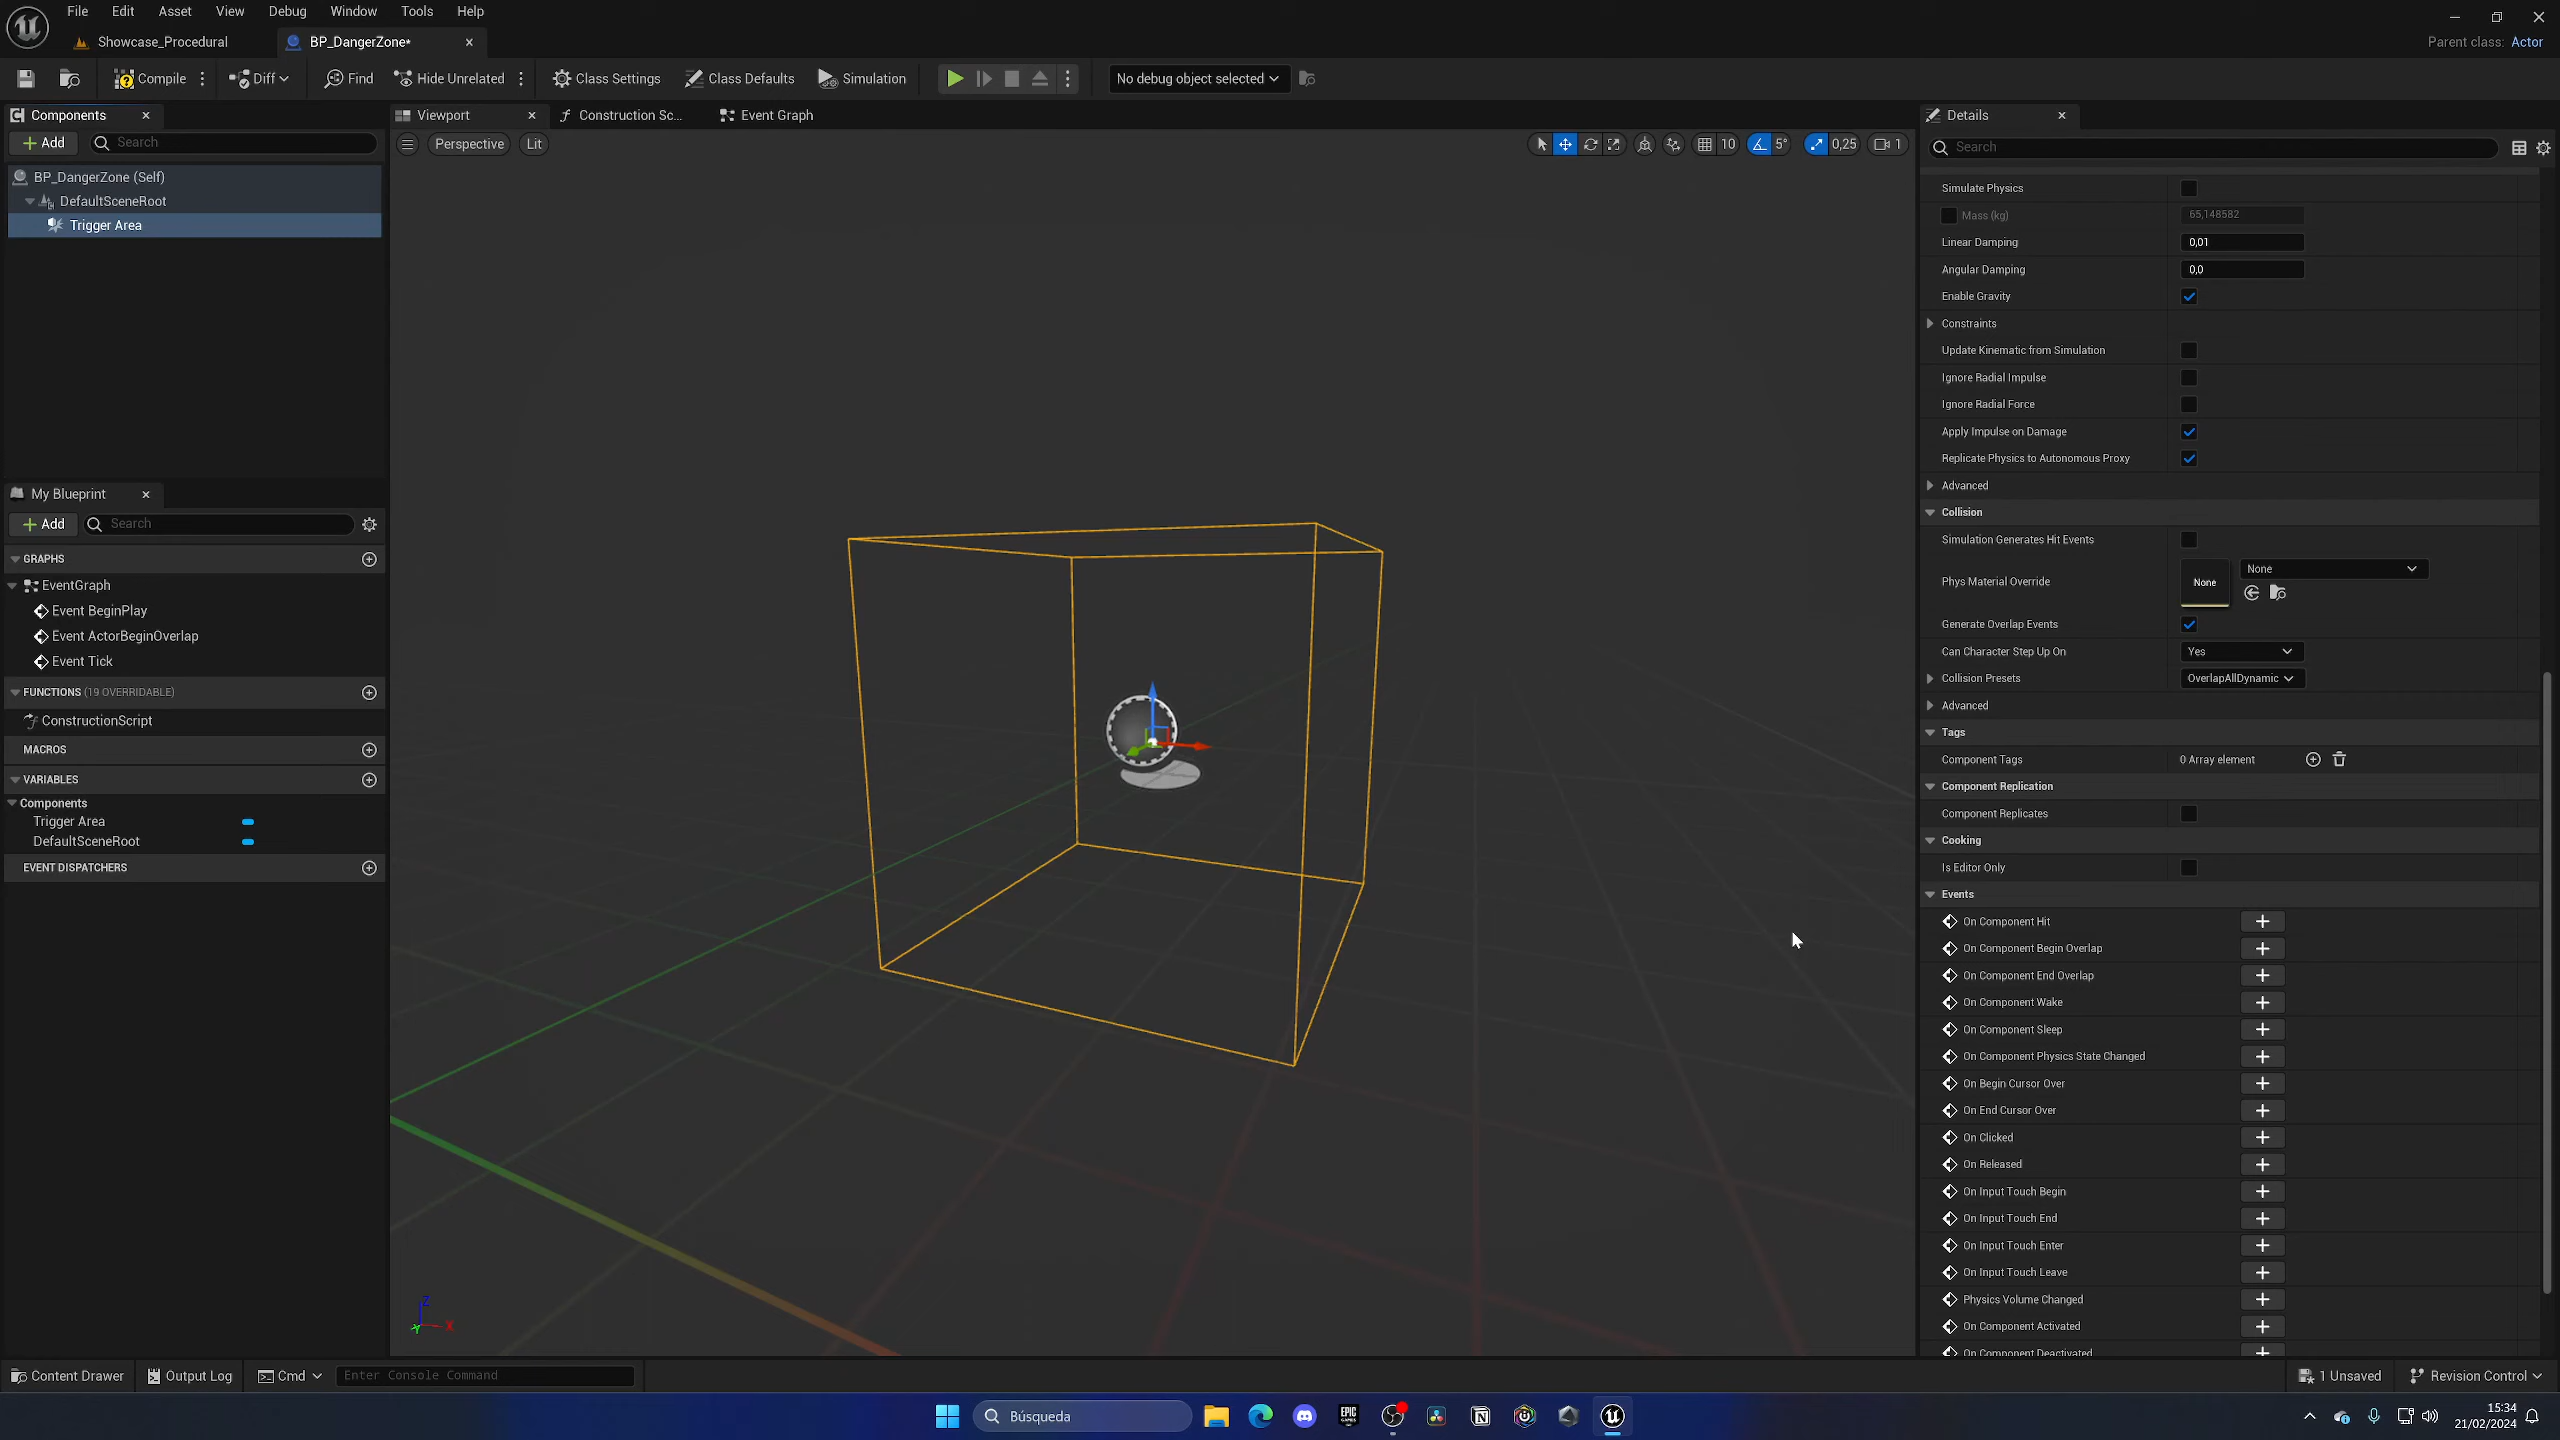 File Edit View Asset Debug Window Tools Help
Showcase_Procedural
BP_DangerZone*
Parent class: Actor
Compile
Diff
Find
Hide Unrelated
Class Settings
Class Defaults
Simulation
No debug object selected
Components
Add
Search
BP_DangerZone (Self)
DefaultSceneRoot
Trigger Area
My Blueprint
Add
Search
GRAPHS
EventGraph
Event BeginPlay
Event ActorBeginOverlap
Event Tick
FUNCTIONS (19 OVERRIDABLE)
ConstructionScript
MACROS
VARIABLES
Components
Trigger Area
DefaultSceneRoot
EVENT DISPATCHERS
Viewport
Construction Sc...
Event Graph
Perspective
Lit
10
5°
0,25
1
Z
X
Y
Details
Search
Simulate Physics
Mass (kg) 65,148582
Linear Damping 0,01
Angular Damping 0,0
Enable Gravity
Constraints
Update Kinematic from Simulation
Ignore Radial Impulse
Ignore Radial Force
Apply Impulse on Damage
Replicate Physics to Autonomous Proxy
Advanced
Collision
Simulation Generates Hit Events
Phys Material Override None None
Generate Overlap Events
Can Character Step Up On Yes
Collision Presets OverlapAllDynamic
Advanced
Tags
Component Tags 0 Array element
Component Replication
Component Replicates
Cooking
Is Editor Only
Events
On Component Hit
On Component Begin Overlap
On Component End Overlap
On Component Wake
On Component Sleep
On Component Physics State Changed
On Begin Cursor Over
On End Cursor Over
On Clicked
On Released
On Input Touch Begin
On Input Touch End
On Input Touch Enter
On Input Touch Leave
Physics Volume Changed
On Component Activated
On Component Deactivated
Content Drawer
Output Log
Cmd
Enter Console Command
1 Unsaved
Revision Control
Búsqueda
EPIC GAMES
15:34
21/02/2024